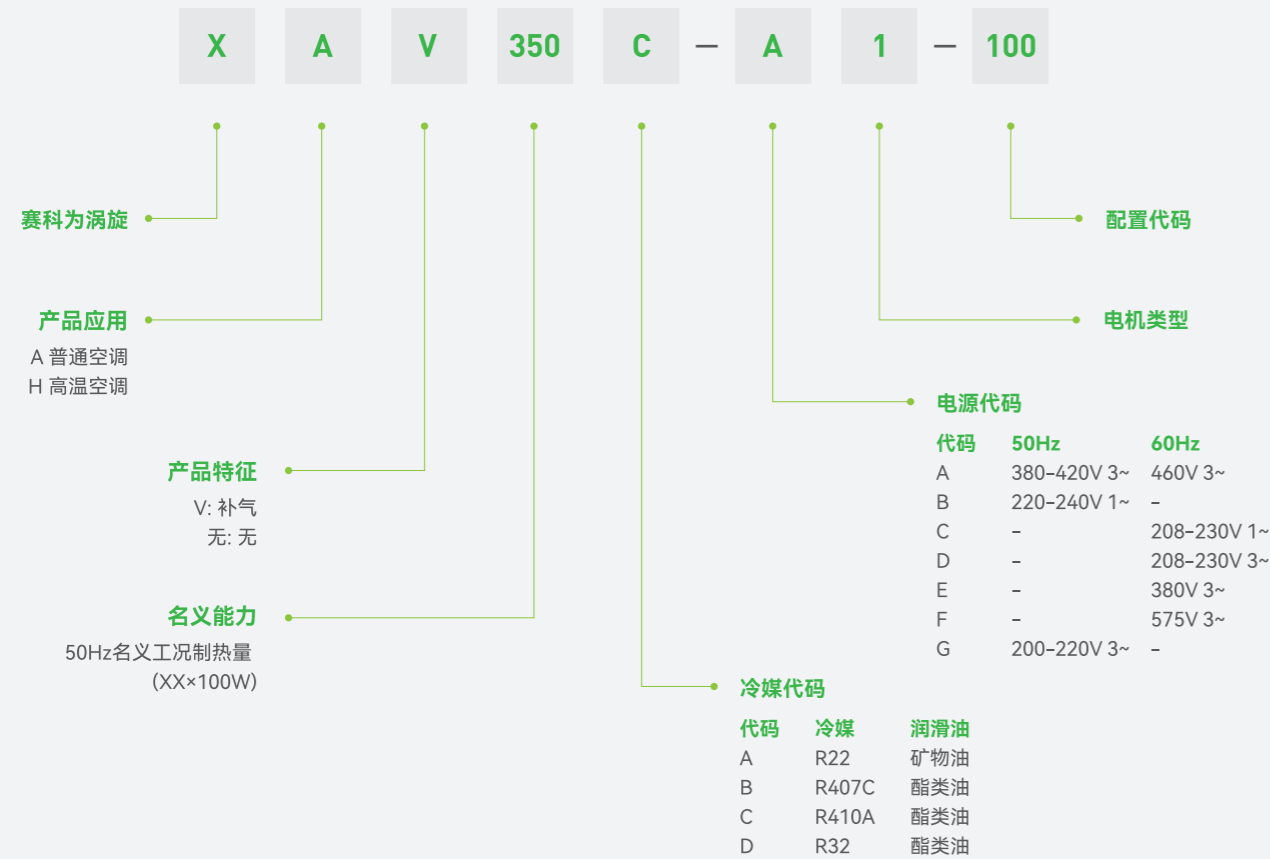 X A V 350 C – A 1 – 100
赛科为涡旋
配置代码
产品应用
A 普通空调
H 高温空调
电机类型
产品特征
V: 补气
无: 无
电源代码
代码 50Hz 60Hz
A 380-420V 3~ 460V 3~
B 220-240V 1~ -
C - 208-230V 1~
D - 208-230V 3~
E - 380V 3~
F - 575V 3~
G 200-220V 3~ -
名义能力
50Hz名义工况制热量
(XX×100W)
冷媒代码
代码 冷媒 润滑油
A R22 矿物油
B R407C 酯类油
C R410A 酯类油
D R32 酯类油